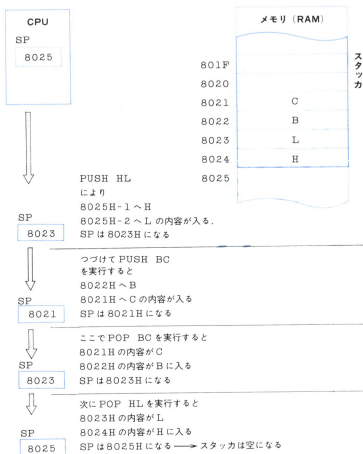 CPU
SP
8025
メモリ（RAM）
スタッカ
801F
8020
8021 C
8022 B
8023 L
8024 H
8025
PUSH HL
により
8025H-1へH
8025H-2へLの内容が入る.
SPは8023Hになる
SP
8023
つづけてPUSH BC
を実行すると
8022HへB
8021HへCの内容が入る
SPは8021Hになる
SP
8021
ここでPOP BCを実行すると
8021Hの内容がC
8022Hの内容がBに入る
SPは8023Hになる
SP
8023
次にPOP HLを実行すると
8023Hの内容がL
8024Hの内容がHに入る
SPは8025Hになる → スタッカは空になる
SP
8025